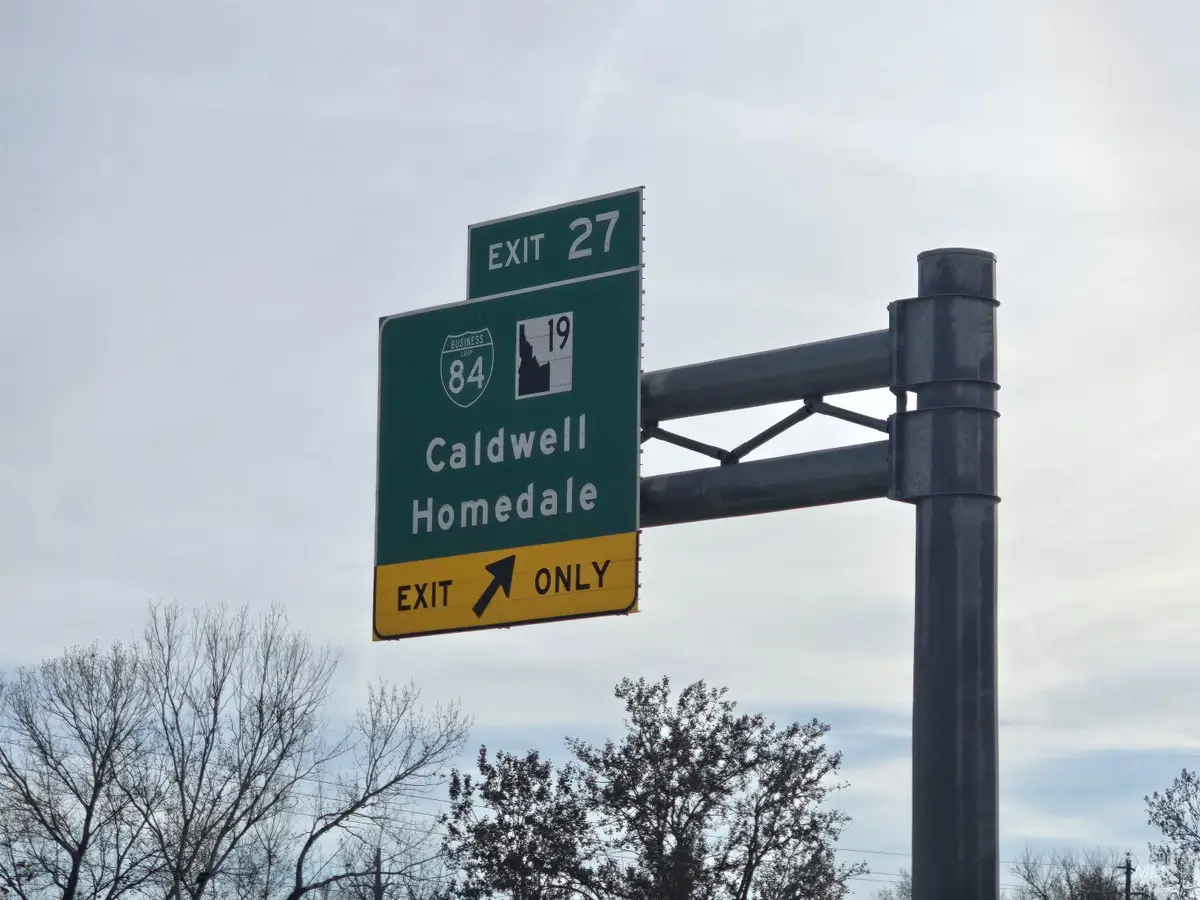 EXIT 27
BUSINESS
LOOP
84
19
Caldwell
Homedale
EXIT ONLY